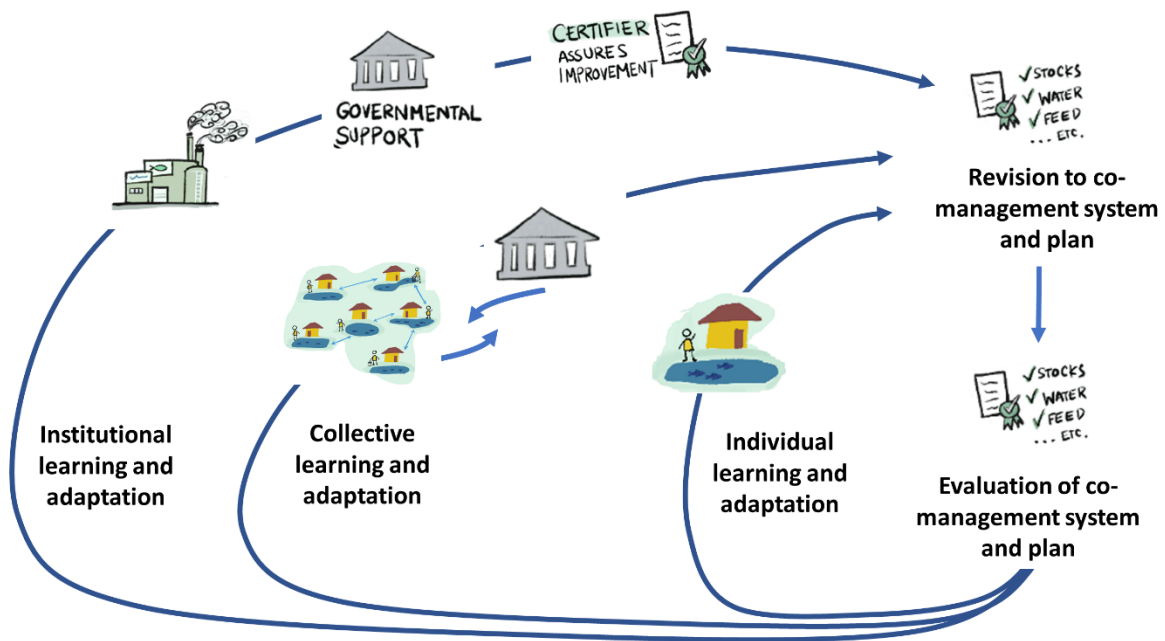 CERTIFIER
ASSURES
IMPROVEMENT
GOVERNMENTAL
SUPPORT
STOCKS
WATER
FEED
... ETC.
Revision to co-
management system
and plan
STOCKS
WATER
FEED
... ETC.
Institutional
learning and
adaptation
Collective
learning and
adaptation
Individual
learning and
adaptation
Evaluation of co-
management system
and plan